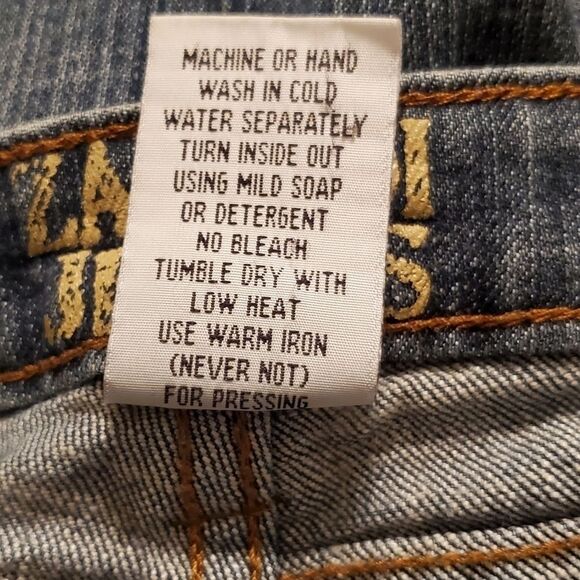 MACHINE OR HAND
WASH IN COLD
WATER SEPARATELY
TURN INSIDE OUT
USING MILD SOAP
OR DETERGENT
NO BLEACH
TUMBLE DRY WITH
LOW HEAT
USE WARM IRON
(NEVER NOT)
FOR PRESSING